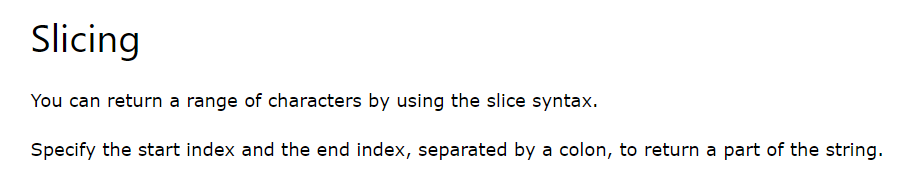 Slicing
You can return a range of characters by using the slice syntax.
Specify the start index and the end index, separated by a colon, to return a part of the string.